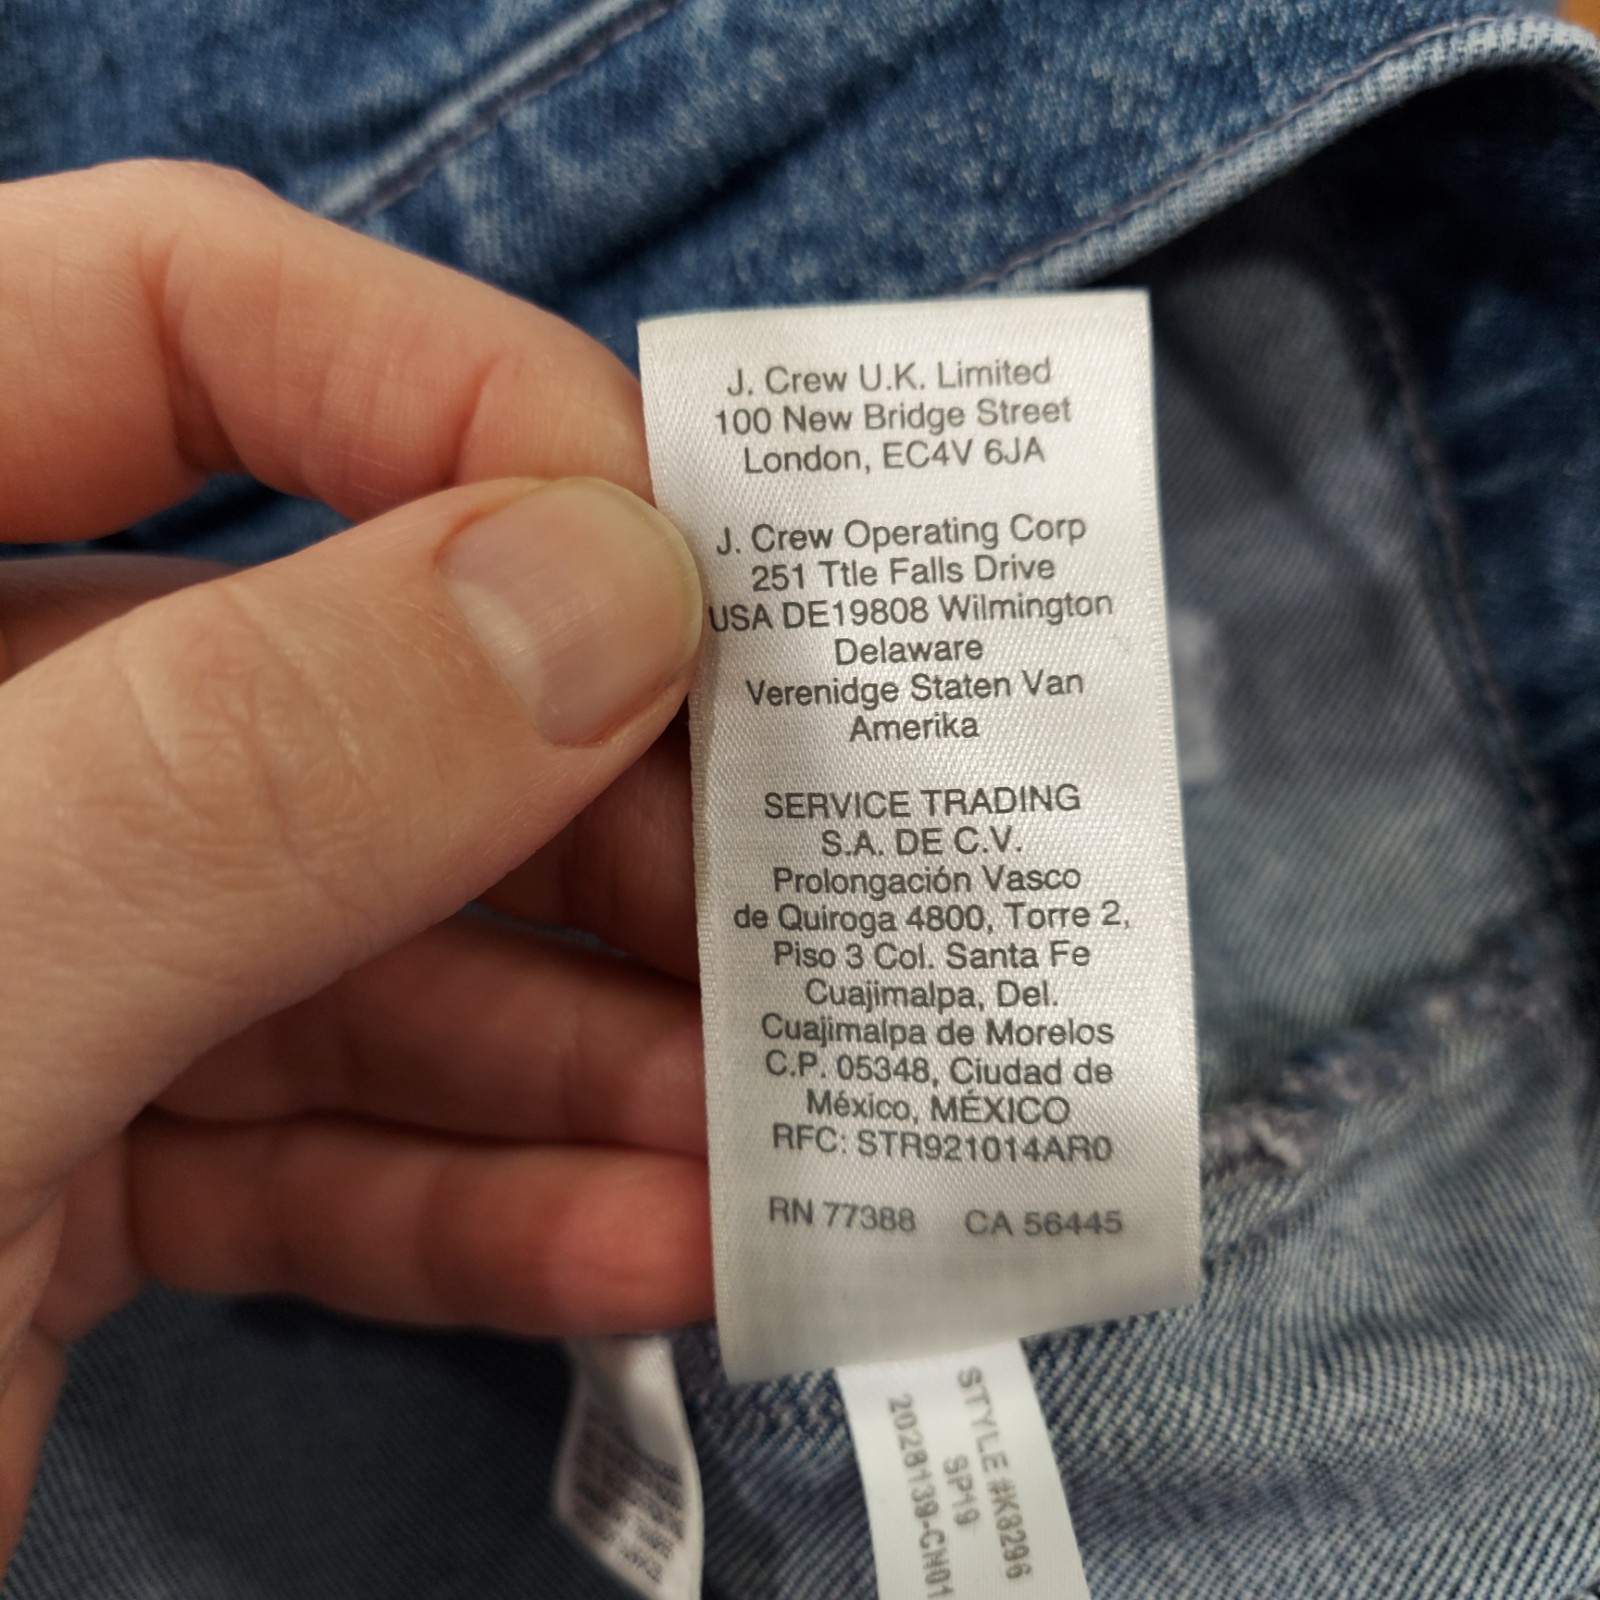 J. Crew U.K. Limited
100 New Bridge Street
London, EC4V 6JA
J. Crew Operating Corp
251 Ttle Falls Drive
USA DE19808 Wilmington
Delaware
Verenidge Staten Van
Amerika
SERVICE TRADING
S.A. DE C.V.
Prolongación Vasco
de Quiroga 4800, Torre 2,
Piso 3 Col. Santa Fe
Cuajimalpa, Del.
Cuajimalpa de Morelos
C.P. 05348, Ciudad de
México, MÉXICO
RFC: STR921014AR0
RN 77388 CA 56445
STYLE #K8296
SP19
2028139-CN01